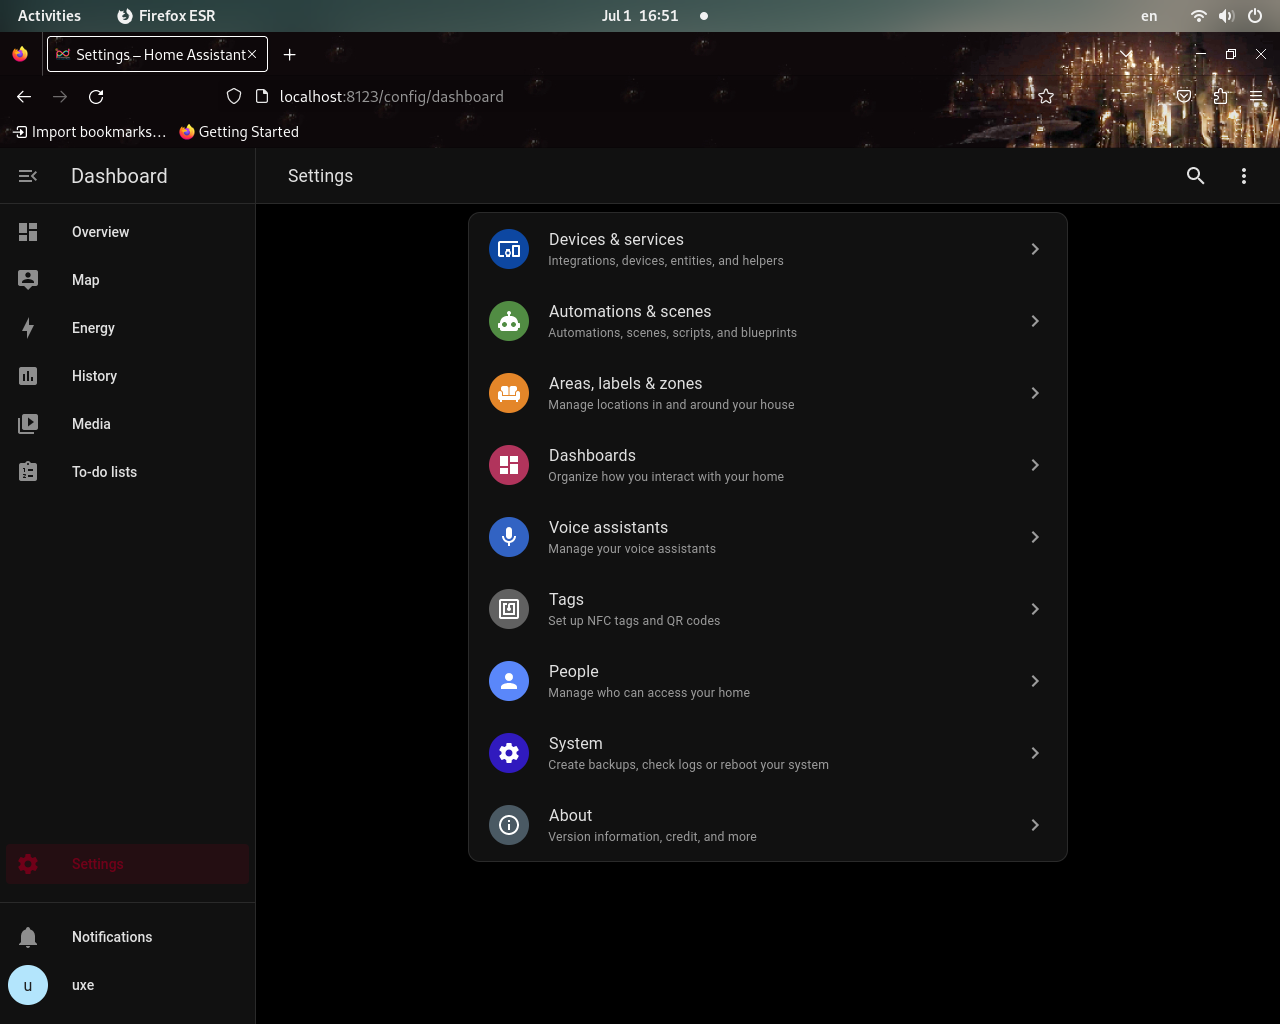 Activities
Firefox ESR
Jul 1 16:51
en
Settings – Home Assistant
localhost:8123/config/dashboard
Import bookmarks…
Getting Started
Dashboard
Settings
Overview
Map
Energy
History
Media
To-do lists
Settings
Notifications
u
uxe
Devices & services
Integrations, devices, entities, and helpers
Automations & scenes
Automations, scenes, scripts, and blueprints
Areas, labels & zones
Manage locations in and around your house
Dashboards
Organize how you interact with your home
Voice assistants
Manage your voice assistants
Tags
Set up NFC tags and QR codes
People
Manage who can access your home
System
Create backups, check logs or reboot your system
About
Version information, credit, and more